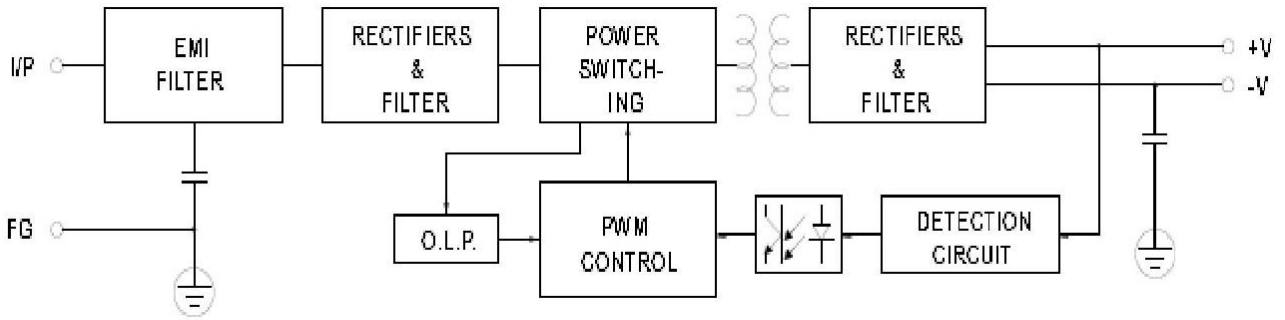 I/P
EMI
FILTER
RECTIFIERS
&
FILTER
POWER
SWITCH-
ING
RECTIFIERS
&
FILTER
+V
-V
FG
O.L.P.
PWM
CONTROL
DETECTION
CIRCUIT